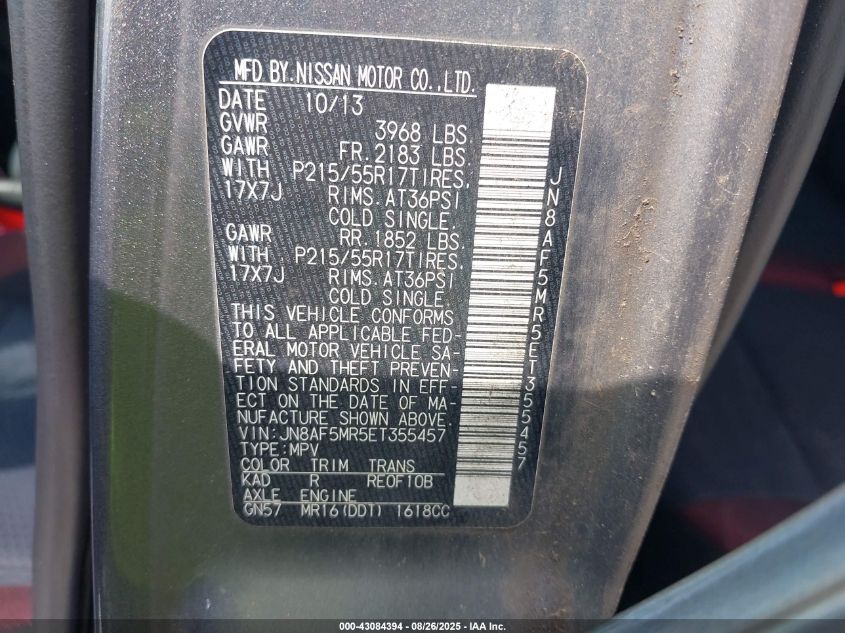 MFD BY.NISSAN MOTOR CO.,LTD.
DATE 10/13
GVWR 3968 LBS
GAWR FR.2183 LBS.
WITH P215/55R17TIRES,
17X7J RIMS.AT36PSI
COLD SINGLE.
GAWR RR.1852 LBS.
WITH P215/55R17TIRES,
17X7J RIMS.AT36PSI
COLD SINGLE.
THIS VEHICLE CONFORMS
TO ALL APPLICABLE FED-
ERAL MOTOR VEHICLE SA-
FETY AND THEFT PREVEN-
TION STANDARDS IN EFF-
ECT ON THE DATE OF MA-
NUFACTURE SHOWN ABOVE.
VIN:JN8AF5MR5ET355457
TYPE:MPV
COLOR TRIM TRANS
KAD R RE0F10B
AXLE ENGINE
GN57 MR16(DDT) 1618CC
JN8AF5MR5ET355457
000-43084394 - 08/26/2025 - IAA Inc.